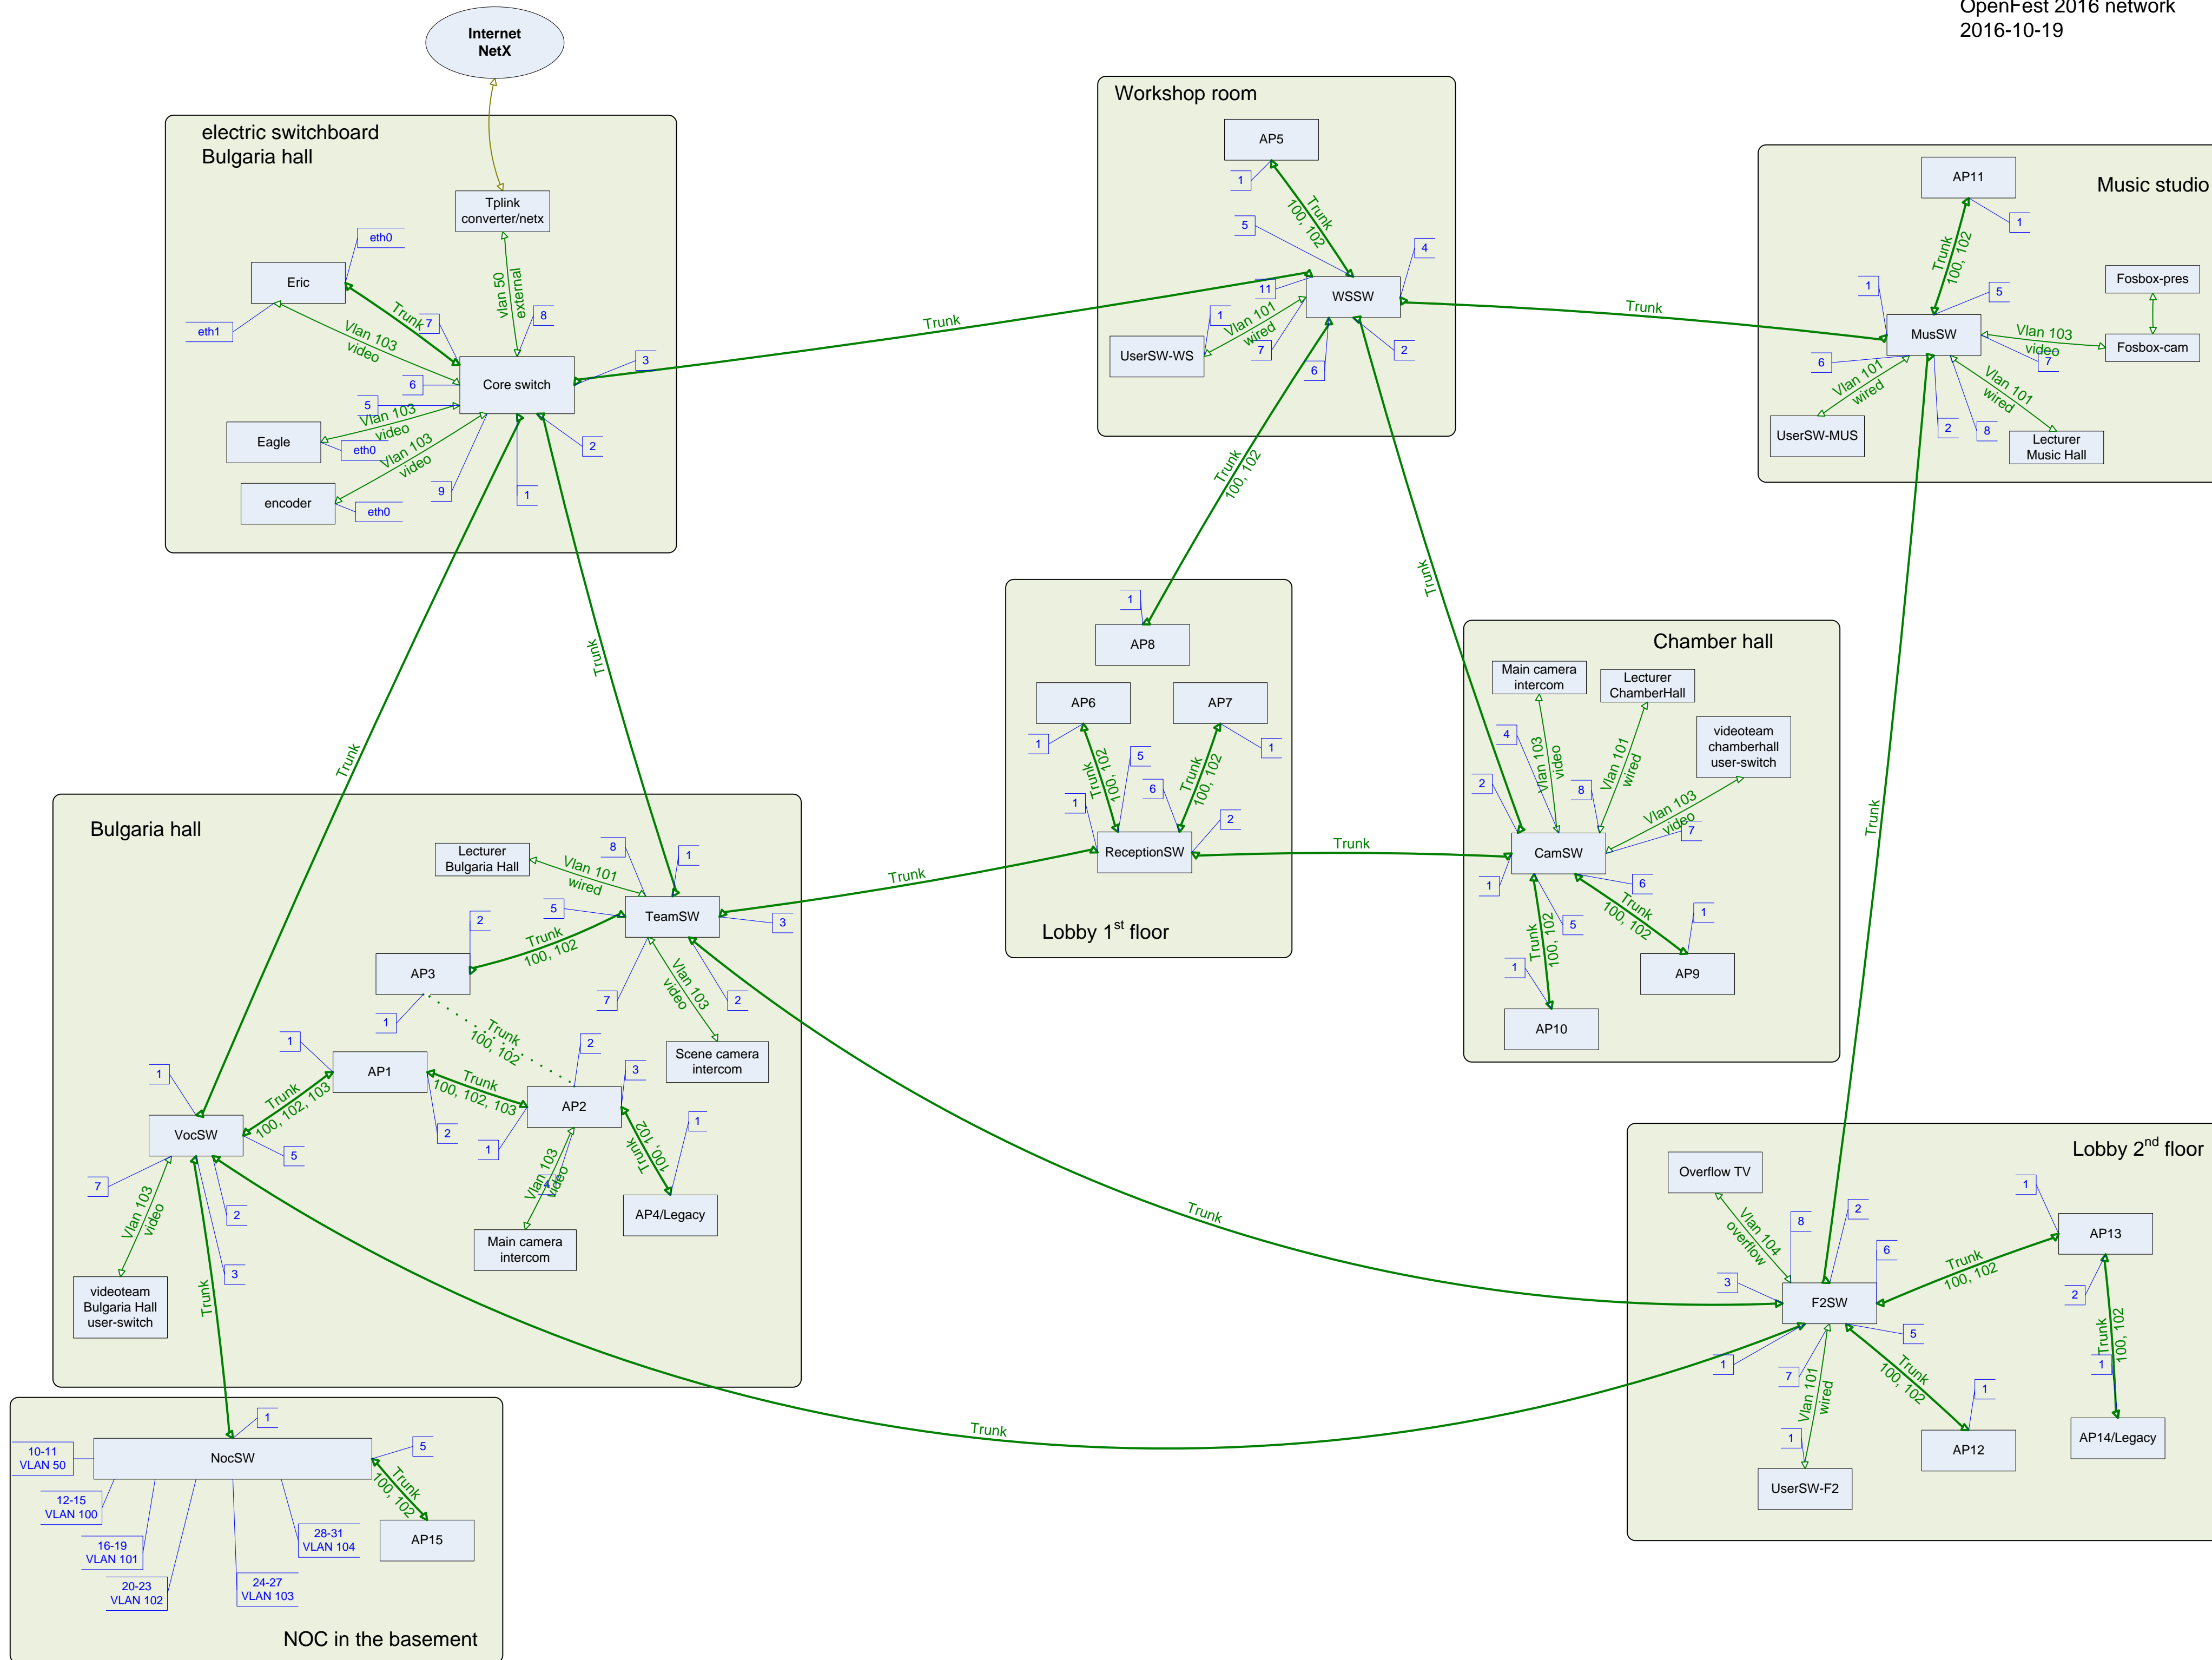 OpenFest 2016 network
2016-10-19
Internet
NetX
electric switchboard
Bulgaria hall
Tplink
converter/netx
eth0
Eric
eth1
vlan 50
external
Trunk
7
8
Vlan 103
video
3
Core switch
6
5
Vlan 103
video
Eagle
eth0
Vlan 103
video
2
9
1
encoder
eth0
Trunk
Trunk
Trunk
Workshop room
AP5
1
Trunk
100, 102
5
4
11
WSSW
1
Vlan 101
wired
UserSW-WS
7
2
6
Trunk
Trunk
100, 102
Trunk
Music studio
AP11
1
Trunk
100, 102
Fosbox-pres
1
5
MusSW
Vlan 103
video
Fosbox-cam
6
7
Vlan 101
wired
Vlan 101
wired
UserSW-MUS
2
8
Lecturer
Music Hall
Trunk
1
AP8
AP6
AP7
1
1
5
Trunk
100, 102
Trunk
100, 102
6
1
2
ReceptionSW
Lobby 1st floor
Trunk
Trunk
Chamber hall
Main camera
intercom
Lecturer
ChamberHall
videoteam
chamberhall
user-switch
4
Vlan 103
video
Vlan 101
wired
2
8
Vlan 103
video
7
CamSW
1
6
5
Trunk
100, 102
1
Trunk
100, 102
1
AP9
AP10
Bulgaria hall
Lecturer
Bulgaria Hall
8
1
Vlan 101
wired
5
TeamSW
2
3
Trunk
100, 102
AP3
7
Vlan 103
video
2
1
Trunk
100, 102
1
2
Scene camera
intercom
AP1
3
1
Trunk
100, 102, 103
Trunk
100, 102, 103
AP2
1
VocSW
2
1
5
Trunk
100, 102
7
Vlan 103
video
4
2
AP4/Legacy
Vlan 103
video
Main camera
intercom
3
videoteam
Bulgaria Hall
user-switch
Trunk
Trunk
Trunk
Lobby 2nd floor
Overflow TV
1
Vlan 104
overflow
8
2
AP13
6
3
Trunk
100, 102
2
F2SW
5
1
7
Trunk
100, 102
1
Vlan 101
wired
Trunk
100, 102
1
1
AP14/Legacy
AP12
UserSW-F2
1
10-11
VLAN 50
NocSW
5
12-15
VLAN 100
Trunk
100, 102
16-19
VLAN 101
28-31
VLAN 104
AP15
20-23
VLAN 102
24-27
VLAN 103
NOC in the basement